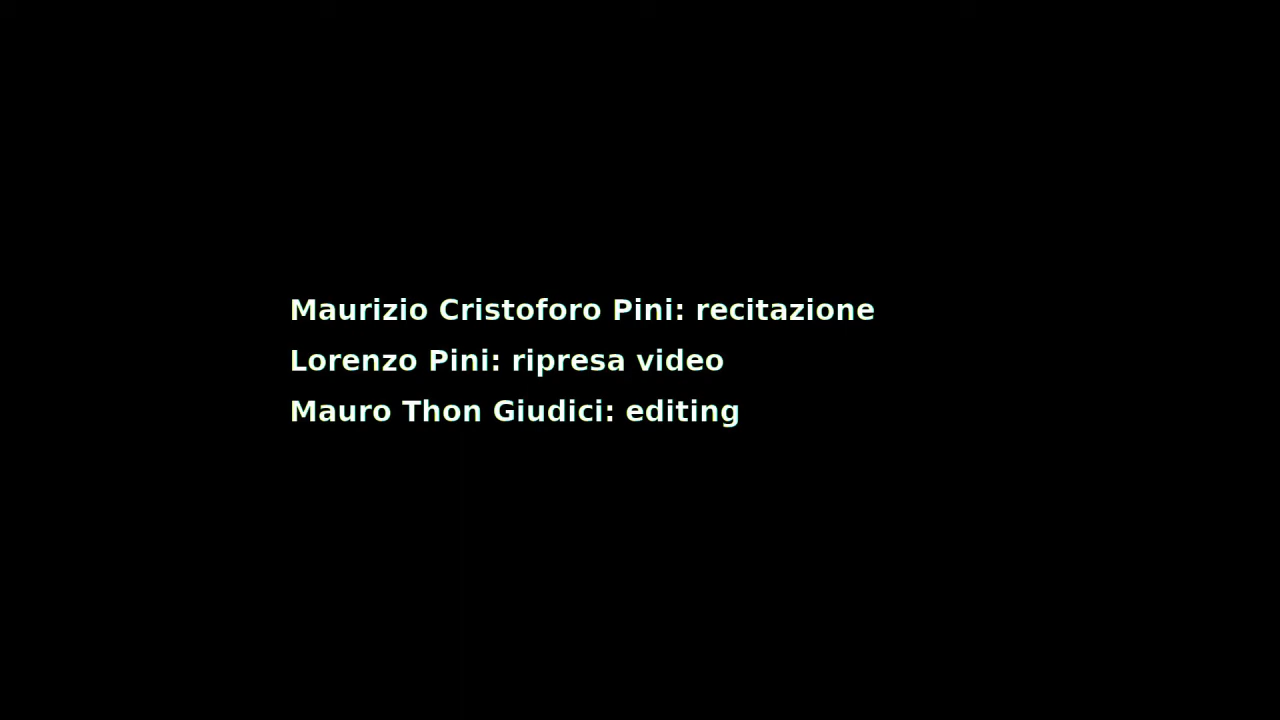 Maurizio Cristoforo Pini: recitazione
Lorenzo Pini: ripresa video
Mauro Thon Giudici: editing